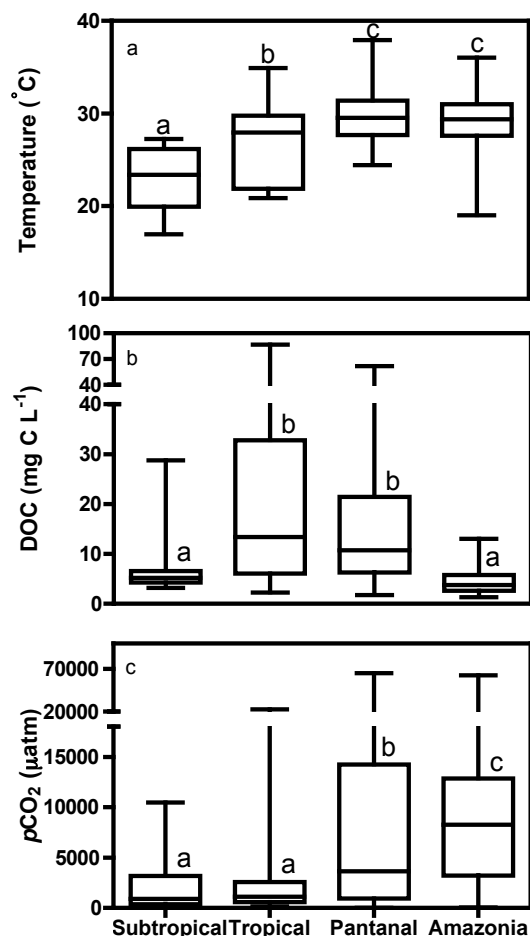 Temperature (°C)
a
40
30
20
10
a
b
c
c
DOC (mg C L⁻¹)
b
100
70
40
40
30
20
10
0
a
b
b
a
pCO₂ (µatm)
c
70000
20000
15000
10000
5000
0
a
a
b
c
Subtropical Tropical Pantanal Amazonia